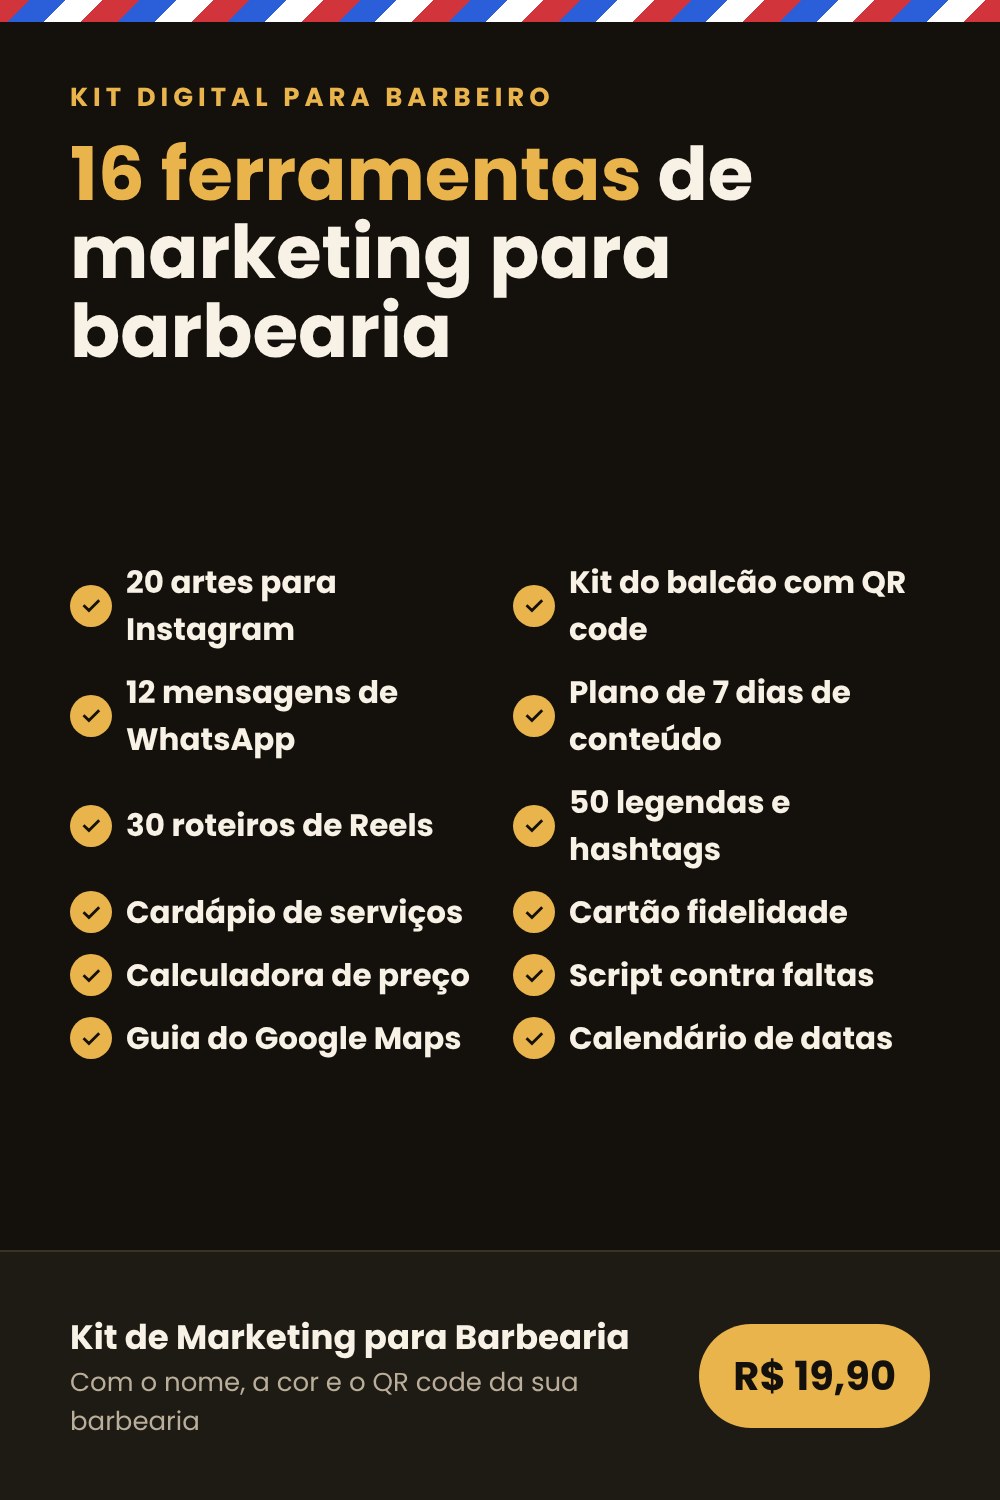 KIT DIGITAL PARA BARBEIRO
16 ferramentas de
marketing para
barbearia
20 artes para
Instagram
Kit do balcão com QR
code
12 mensagens de
WhatsApp
Plano de 7 dias de
conteúdo
30 roteiros de Reels
50 legendas e
hashtags
Cardápio de serviços
Cartão fidelidade
Calculadora de preço
Script contra faltas
Guia do Google Maps
Calendário de datas
Kit de Marketing para Barbearia
Com o nome, a cor e o QR code da sua
barbearia
R$ 19,90